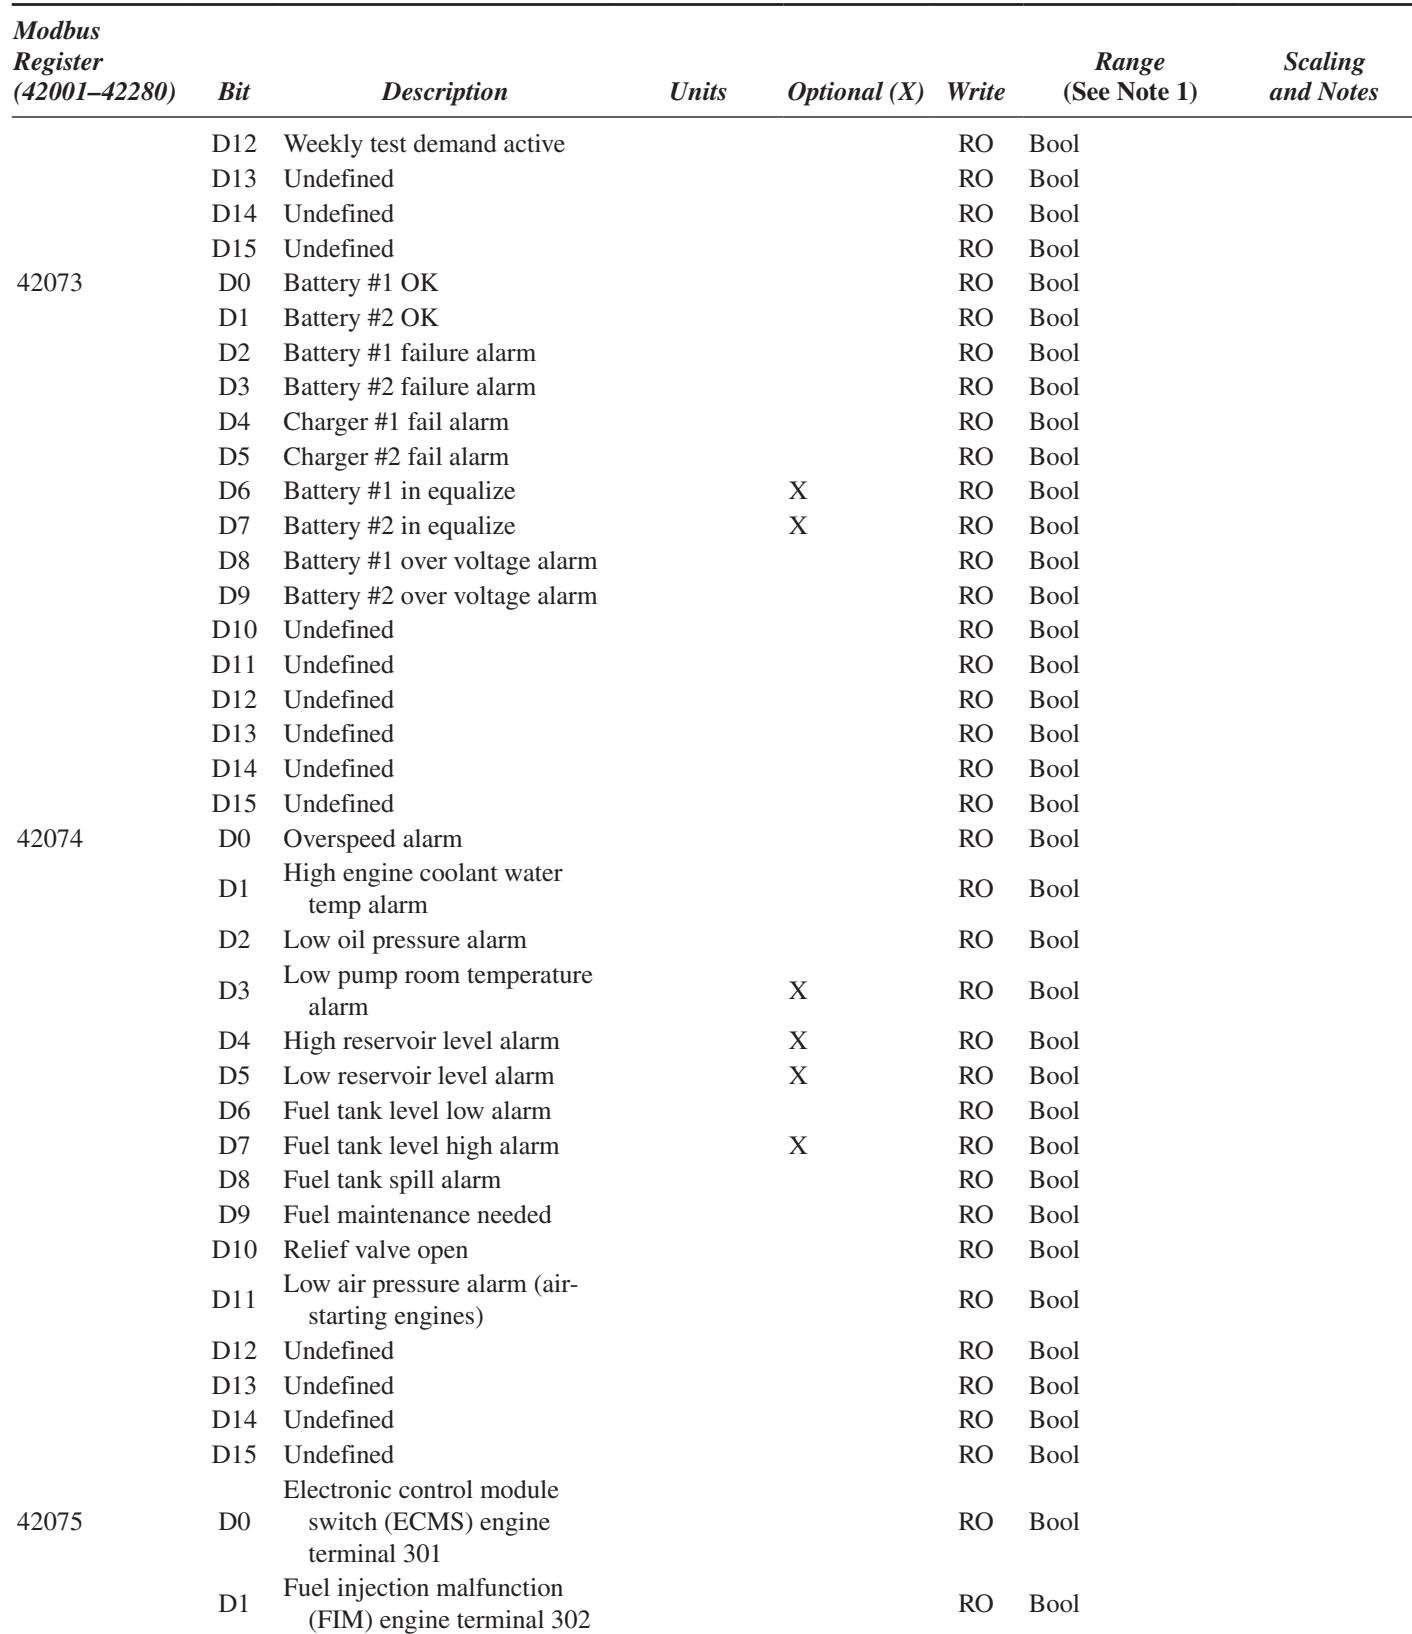 Modbus
Register
(42001–42280) Bit Description Units Optional (X) Write Range (See Note 1) Scaling and Notes
D12 Weekly test demand active RO Bool
D13 Undefined RO Bool
D14 Undefined RO Bool
D15 Undefined RO Bool
42073 D0 Battery #1 OK RO Bool
D1 Battery #2 OK RO Bool
D2 Battery #1 failure alarm RO Bool
D3 Battery #2 failure alarm RO Bool
D4 Charger #1 fail alarm RO Bool
D5 Charger #2 fail alarm RO Bool
D6 Battery #1 in equalize X RO Bool
D7 Battery #2 in equalize X RO Bool
D8 Battery #1 over voltage alarm RO Bool
D9 Battery #2 over voltage alarm RO Bool
D10 Undefined RO Bool
D11 Undefined RO Bool
D12 Undefined RO Bool
D13 Undefined RO Bool
D14 Undefined RO Bool
D15 Undefined RO Bool
42074 D0 Overspeed alarm RO Bool
D1 High engine coolant water
temp alarm RO Bool
D2 Low oil pressure alarm RO Bool
D3 Low pump room temperature
alarm X RO Bool
D4 High reservoir level alarm X RO Bool
D5 Low reservoir level alarm X RO Bool
D6 Fuel tank level low alarm RO Bool
D7 Fuel tank level high alarm X RO Bool
D8 Fuel tank spill alarm RO Bool
D9 Fuel maintenance needed RO Bool
D10 Relief valve open RO Bool
D11 Low air pressure alarm (air-
starting engines) RO Bool
D12 Undefined RO Bool
D13 Undefined RO Bool
D14 Undefined RO Bool
D15 Undefined RO Bool
Electronic control module
42075 D0 switch (ECMS) engine RO Bool
terminal 301
D1 Fuel injection malfunction
(FIM) engine terminal 302 RO Bool